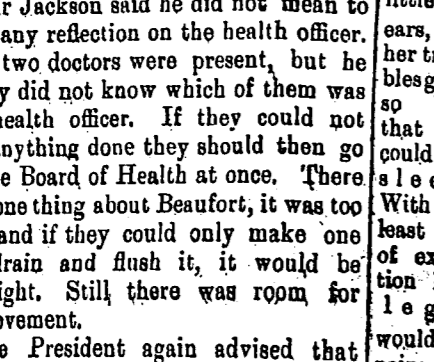 r Jackson said he did not mean to
any reflection on the health officer.
two doctors were present, but he
y did not know which of them was
ealth officer. If they could not
nything done they should then go
e Board of Health at once. There
one thing about Beaufort, it was too
and if they could only make one
drain and flush it, it would be
ight. Still there was room for
ovement.
e President again advised that
ears,
her t
bles g
so
that
could
s l e e
With
least
of ex
tion
l e g
would